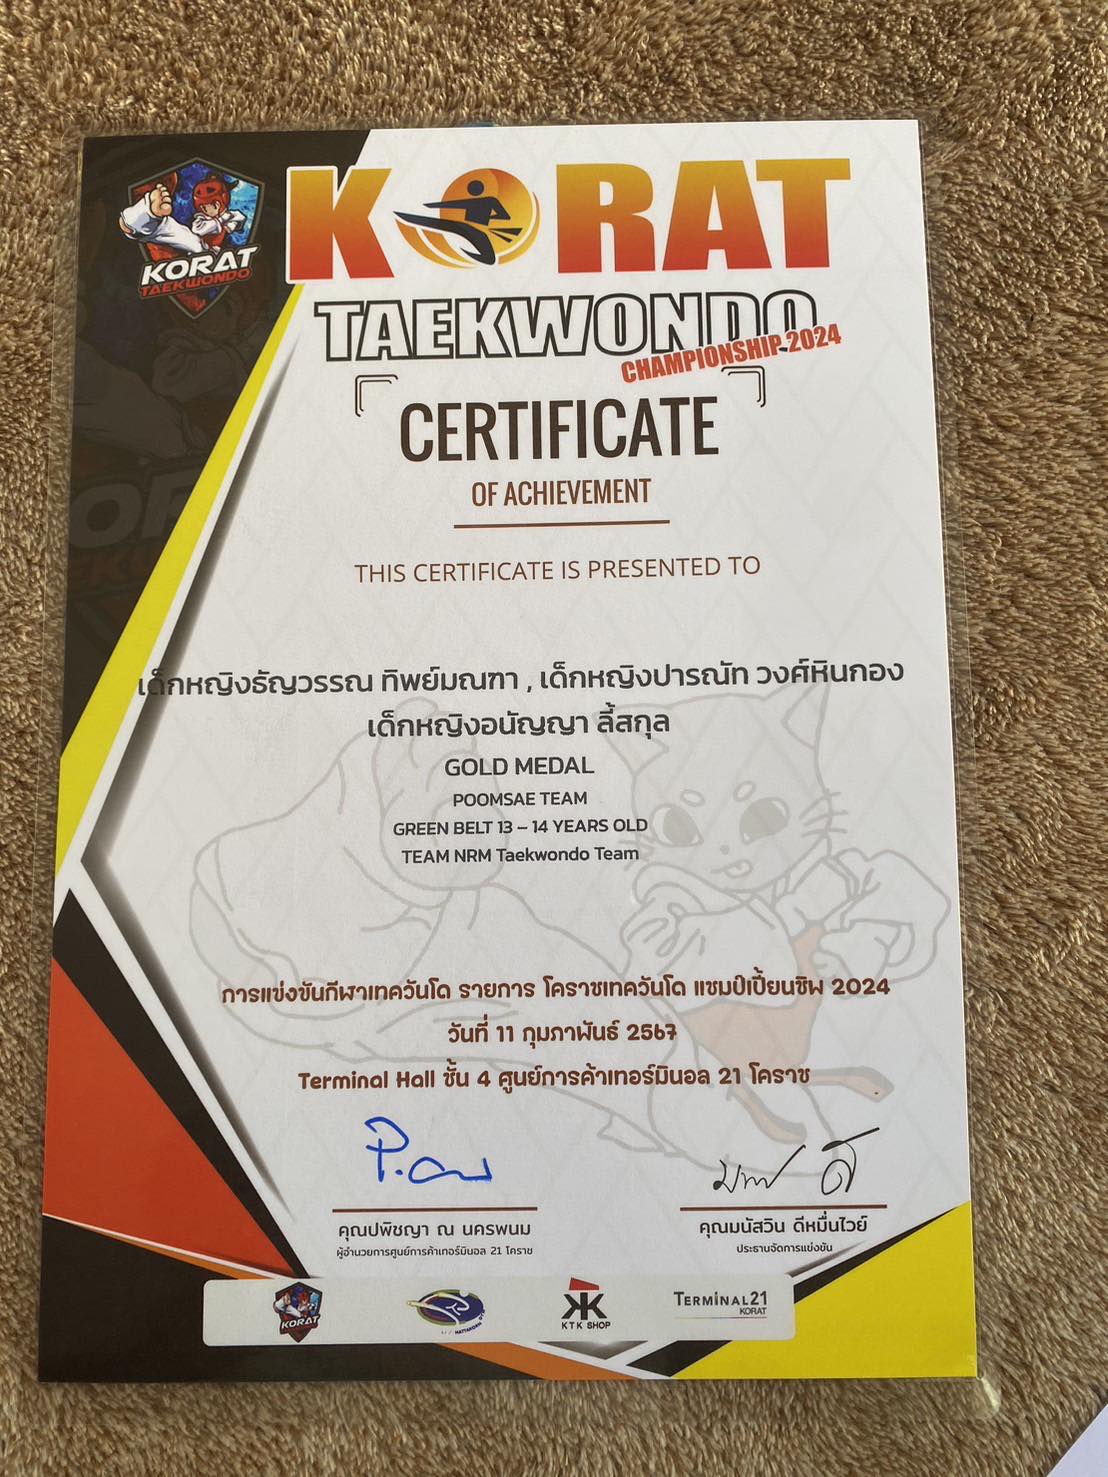 KORAT
TAEKWONDO
KORAT
TAEKWONDO
CHAMPIONSHIP 2024
CERTIFICATE
OF ACHIEVEMENT
THIS CERTIFICATE IS PRESENTED TO
เด็กหญิงธัญวรรณ ทิพย์มณฑา , เด็กหญิงปารณัท วงศ์หินกอง
เด็กหญิงอนัญญา ลี้สกุล
GOLD MEDAL
POOMSAE TEAM
GREEN BELT 13 – 14 YEARS OLD
TEAM NRM Taekwondo Team
การแข่งขันกีฬาเทควันโด รายการ โคราชเทควันโด แชมป์เปี้ยนชิพ 2024
วันที่ 11 กุมภาพันธ์ 2567
Terminal Hall ชั้น 4 ศูนย์การค้าเทอร์มินอล 21 โคราช
คุณปพิชญา ณ นครพนม
ผู้อำนวยการศูนย์การค้าเทอร์มินอล 21 โคราช
คุณมนัสวิน ดีหมื่นไวย์
ประธานจัดการแข่งขัน
KORAT
KTK SHOP
TERMINAL21
KORAT